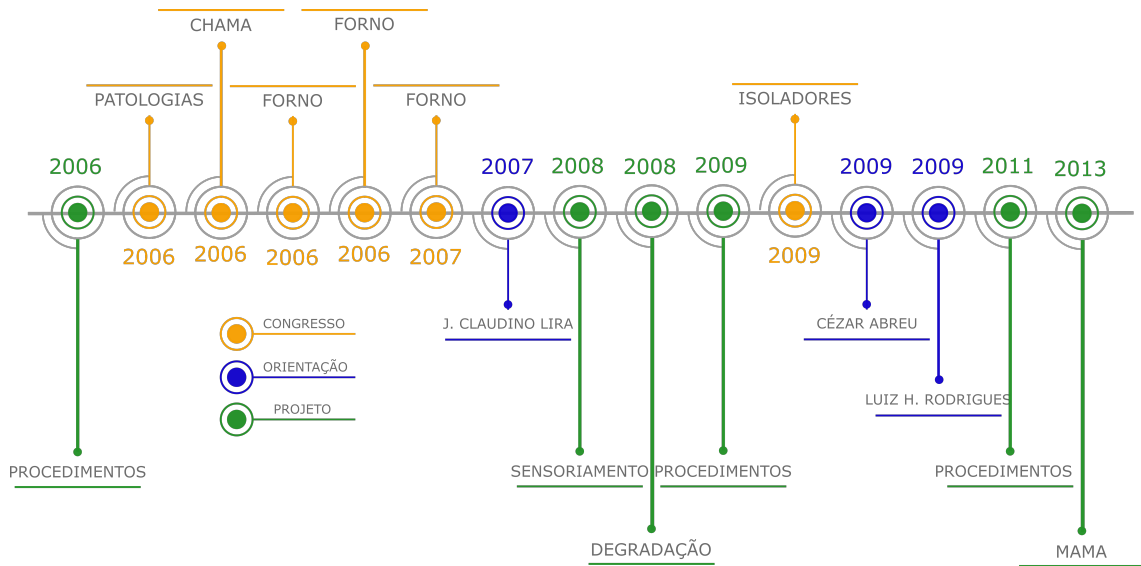 CHAMA
FORNO
PATOLOGIAS
FORNO
FORNO
ISOLADORES
2006
2007
2008
2008
2009
2009
2009
2011
2013
2006
2006
2006
2006
2007
2009
CONGRESSO
ORIENTAÇÃO
PROJETO
J. CLAUDINO LIRA
CÉZAR ABREU
LUIZ H. RODRIGUES
PROCEDIMENTOS
SENSORIAMENTO
PROCEDIMENTOS
PROCEDIMENTOS
DEGRADAÇÃO
MAMA